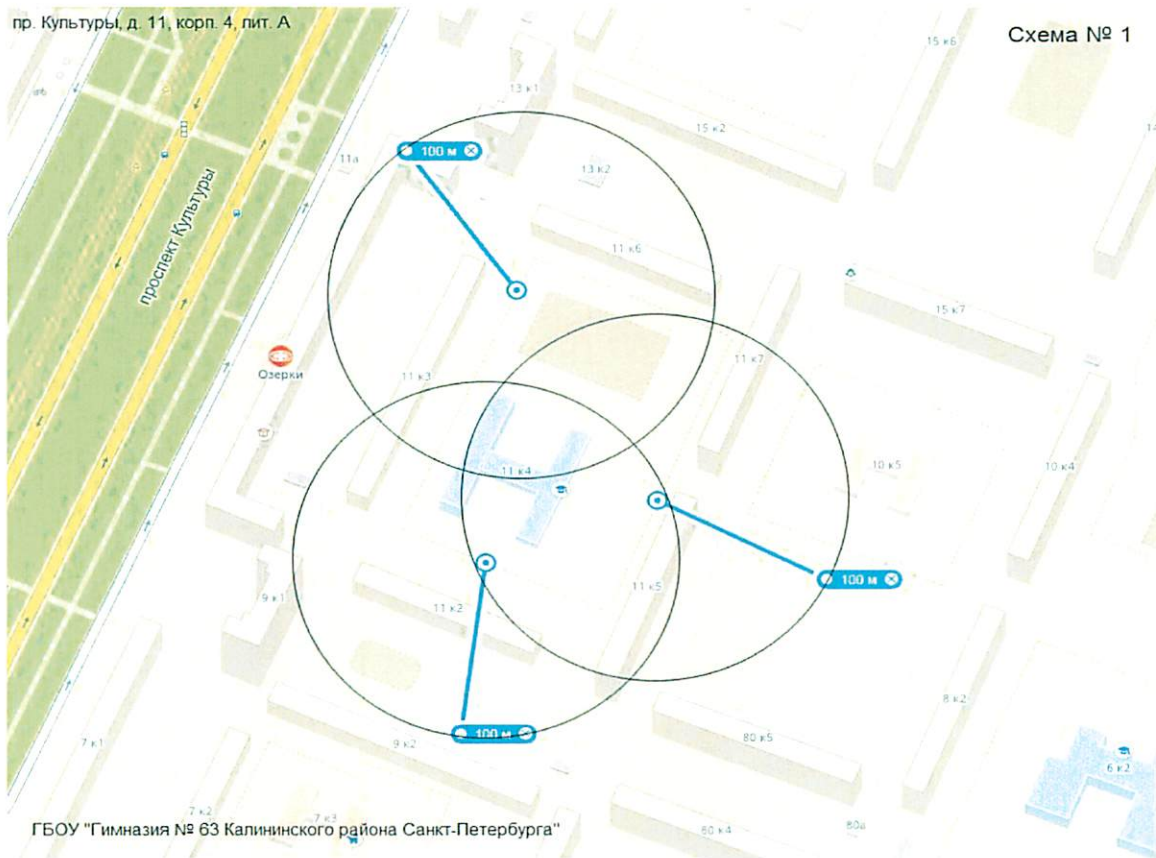 пр. Культуры, д. 11, корп. 4, лит. А
Схема № 1
15 к6
13 к1
15 к2
11а
100 м
13 к2
проспект Культуры
11 к6
15 к7
Озерки
11 к3
11 к7
11 к4
10 к5
10 к4
100 м
11 к5
9 к1
11 к2
8 к2
100 м
7 к1
9 к2
80 к5
6 к2
7 к2
7 к3
80 к4
80а
ГБОУ "Гимназия № 63 Калининского района Санкт-Петербурга"